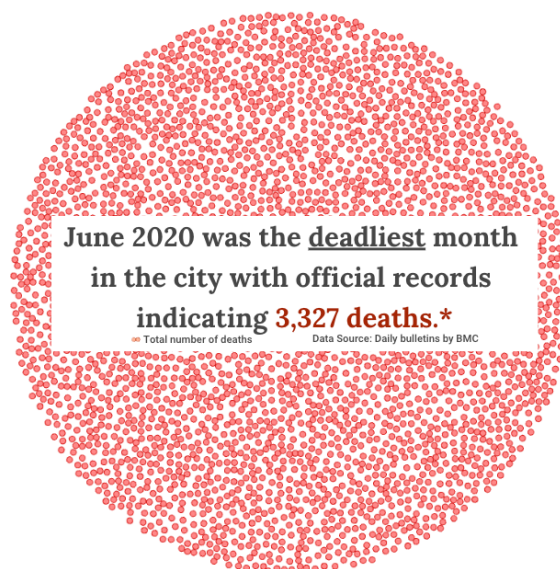 June 2020 was the deadliest month
in the city with official records
indicating 3,327 deaths.*
Total number of deaths Data Source: Daily bulletins by BMC